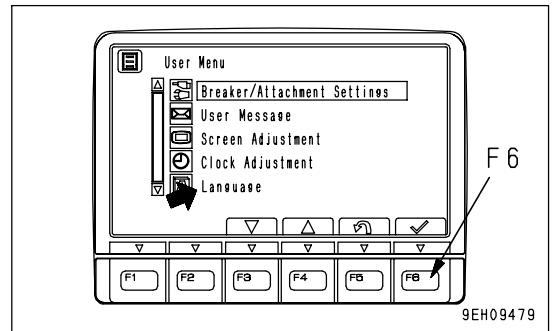 User Menu
Breaker/Attachment Settings
User Message
Screen Adjustment
Clock Adjustment
Language
F6
F1 F2 F3 F4 F5 F6
9EH09479